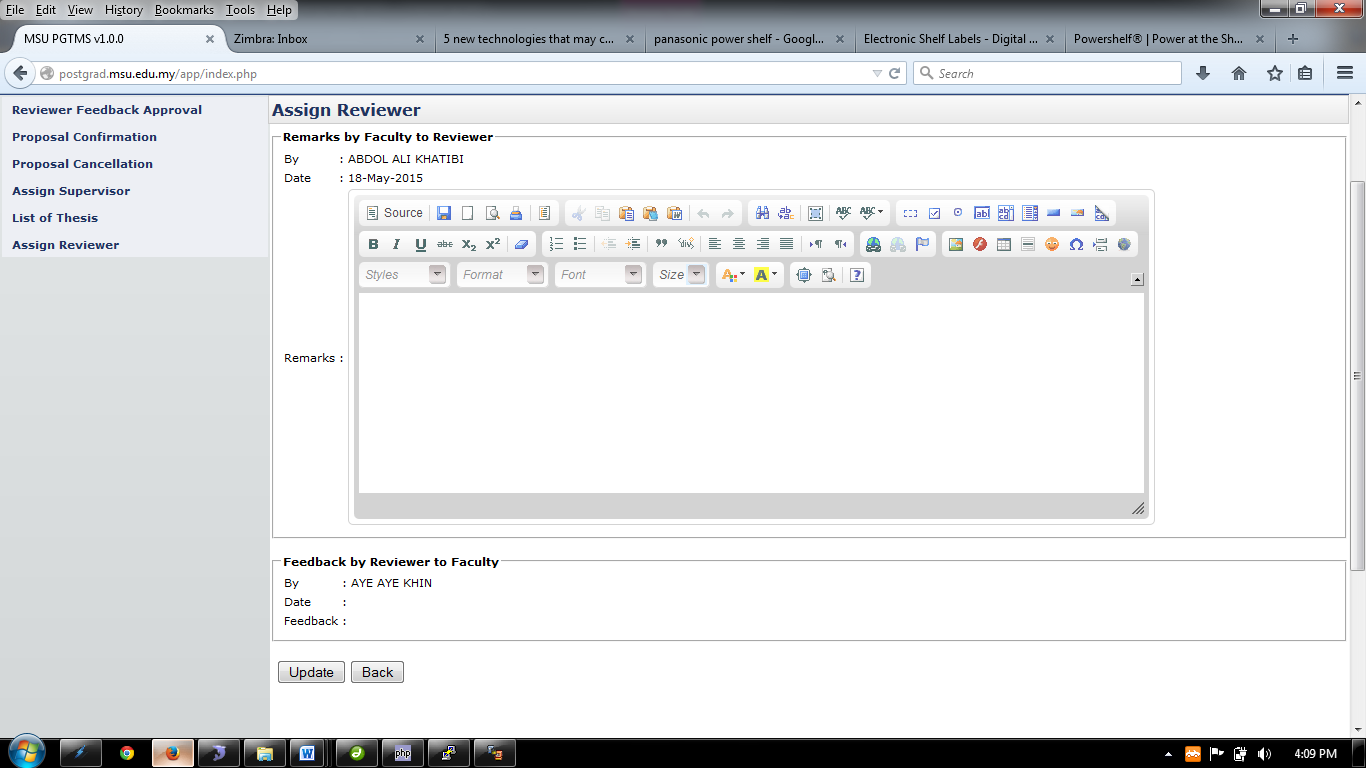 File Edit View History Bookmarks Tools Help
MSU PGTMS v1.0.0
Zimbra: Inbox
5 new technologies that may c...
panasonic power shelf - Googl...
Electronic Shelf Labels - Digital ...
Powershelf® | Power at the Sh...
postgrad.msu.edu.my/app/index.php
Search
Reviewer Feedback Approval
Proposal Confirmation
Proposal Cancellation
Assign Supervisor
List of Thesis
Assign Reviewer
Assign Reviewer
Remarks by Faculty to Reviewer
By : ABDOL ALI KHATIBI
Date : 18-May-2015
Source
Styles Format Font Size
Remarks :
Feedback by Reviewer to Faculty
By : AYE AYE KHIN
Date :
Feedback :
Update Back
4:09 PM